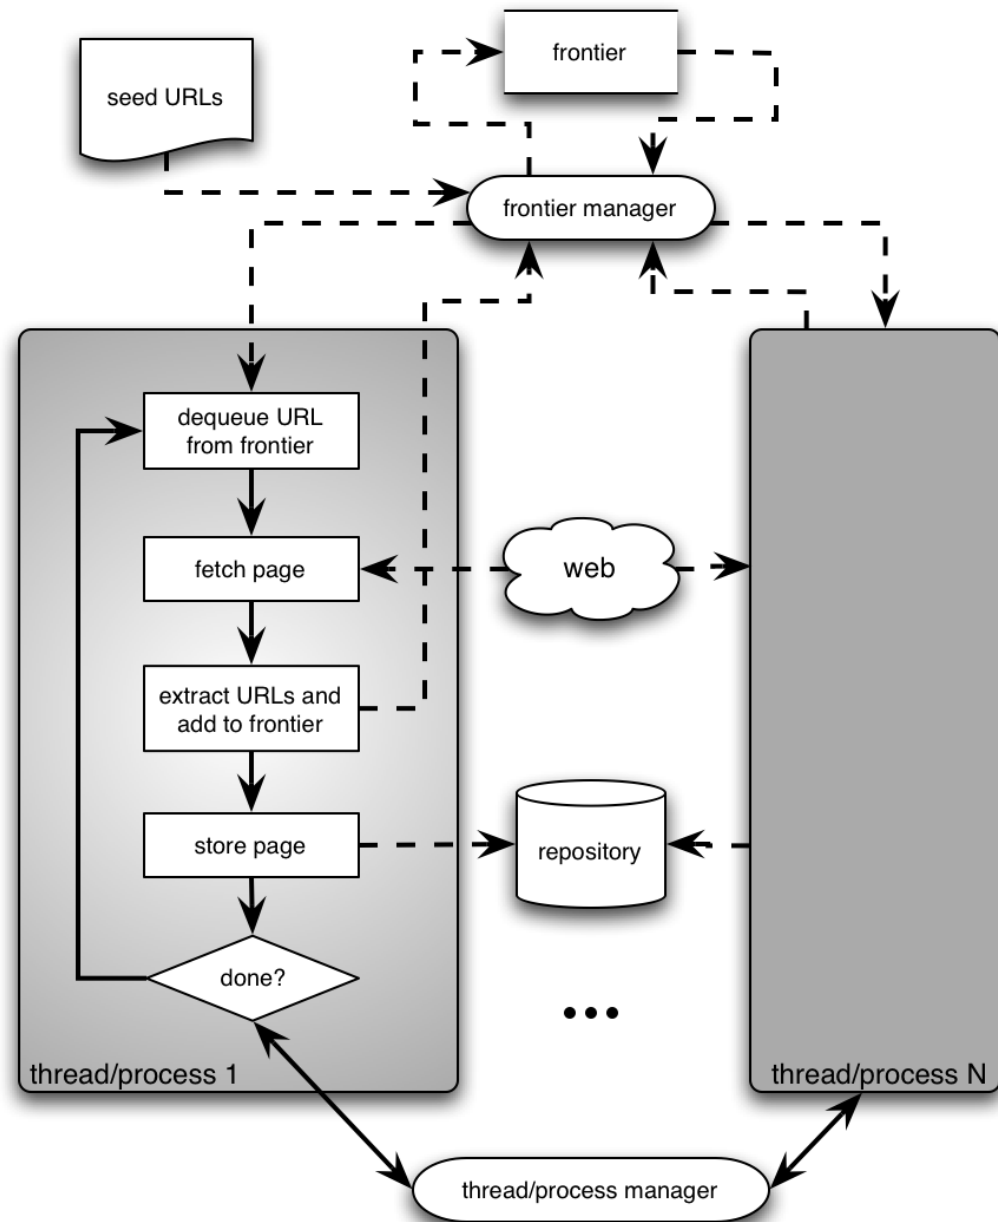 frontier
seed URLs
frontier manager
dequeue URL
from frontier
fetch page
web
extract URLs and
add to frontier
store page
repository
done?
thread/process 1
thread/process N
thread/process manager